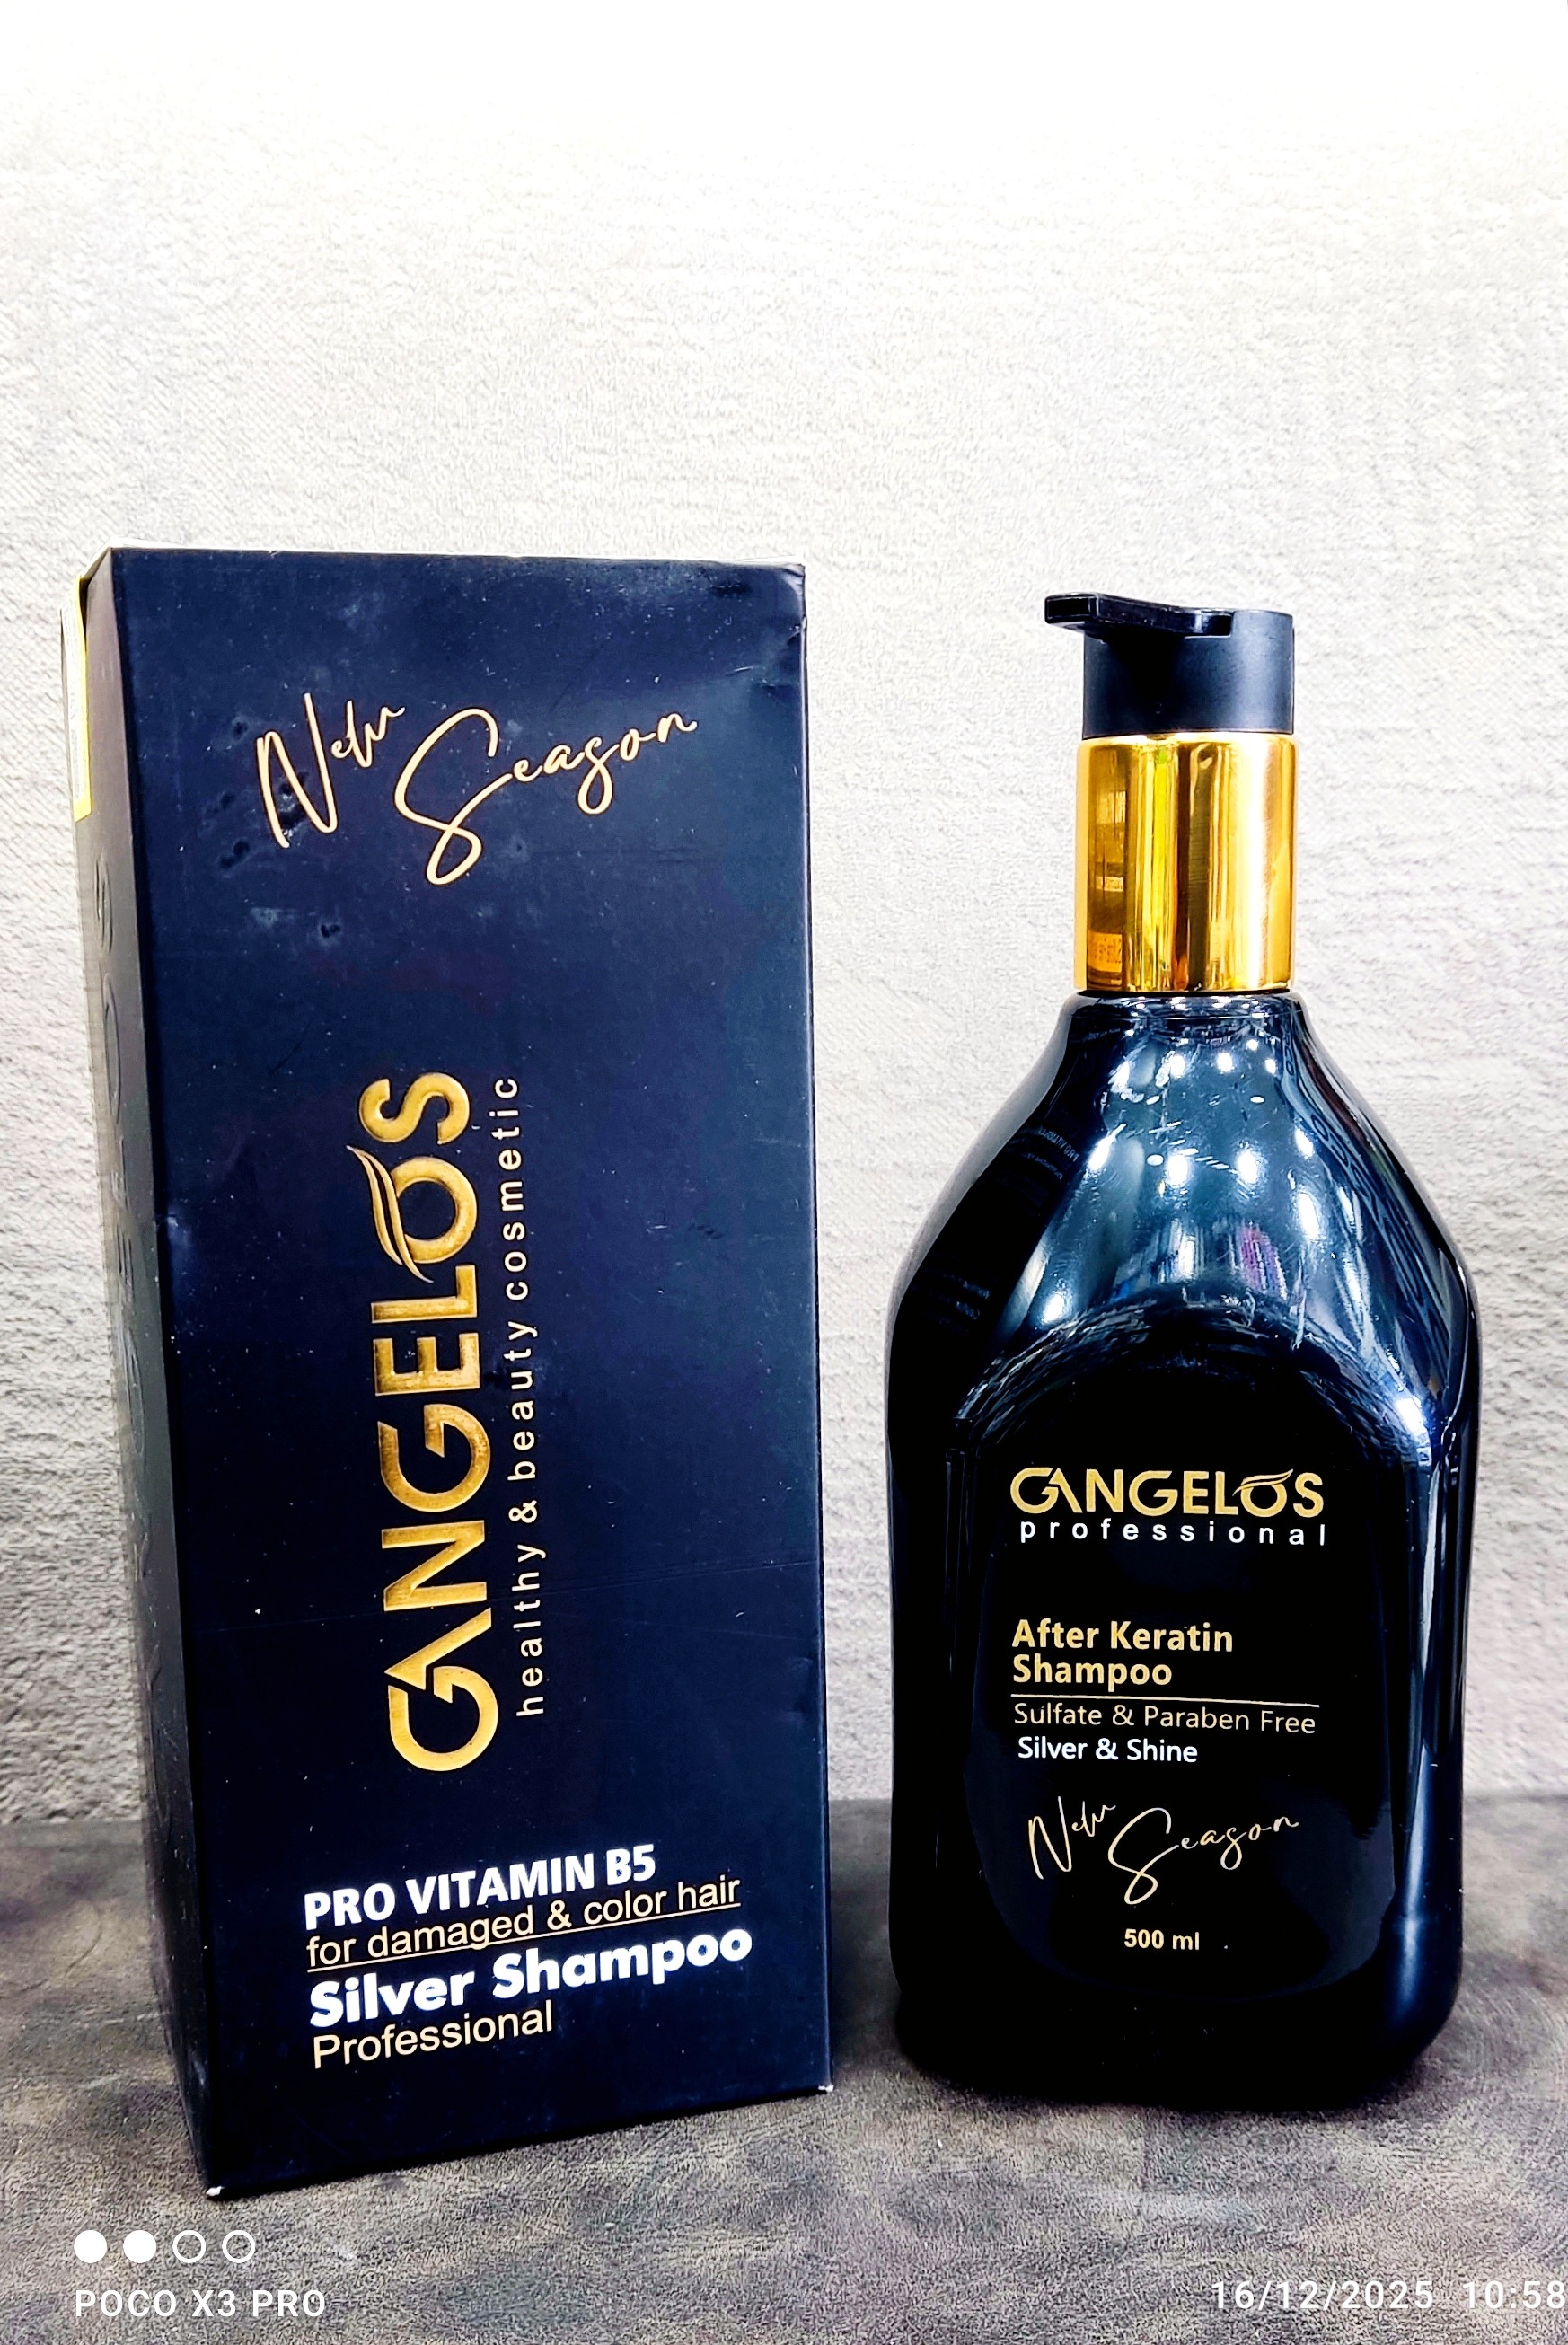 New
Season
GANGELOS
healthy & beauty cosmetic
PRO VITAMIN B5
for damaged & color hair
Silver Shampoo
Professional
GANGELOS
professional
After Keratin
Shampoo
Sulfate & Paraben Free
Silver & Shine
New
Season
500 ml
POCO X3 PRO
16/12/2025 10:58